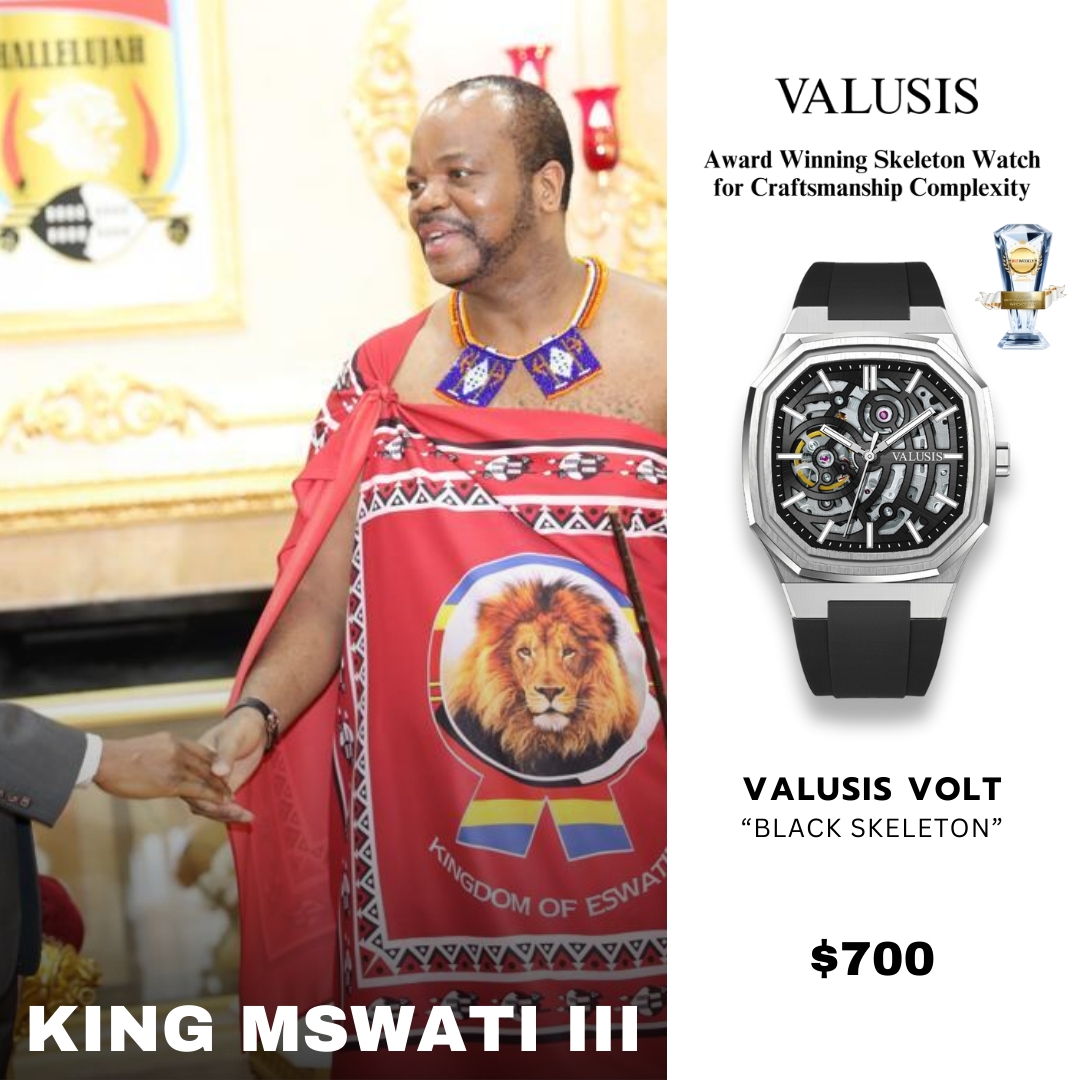 HALLELUJAH
KINGDOM OF ESWATI
KING MSWATI III
VALUSIS
Award Winning Skeleton Watch
for Craftsmanship Complexity
VALUSIS
VALUSIS VOLT
“BLACK SKELETON”
$700